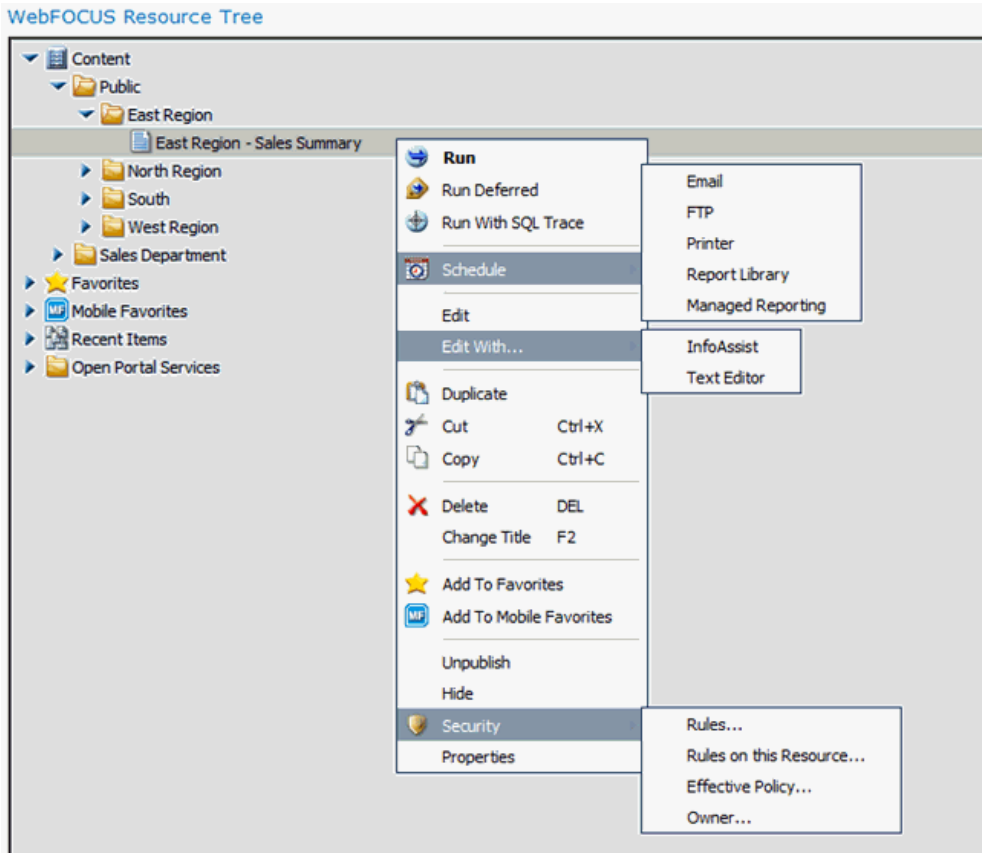 WebFOCUS Resource Tree
Content
Public
East Region
East Region - Sales Summary
North Region
South
West Region
Sales Department
Favorites
MF Mobile Favorites
Recent Items
Open Portal Services
Run
Run Deferred
Run With SQL Trace
Schedule
Edit
Edit With...
Duplicate
Cut Ctrl+X
Copy Ctrl+C
Delete DEL
Change Title F2
Add To Favorites
MF Add To Mobile Favorites
Unpublish
Hide
Security
Properties
Email
FTP
Printer
Report Library
Managed Reporting
InfoAssist
Text Editor
Rules...
Rules on this Resource...
Effective Policy...
Owner...